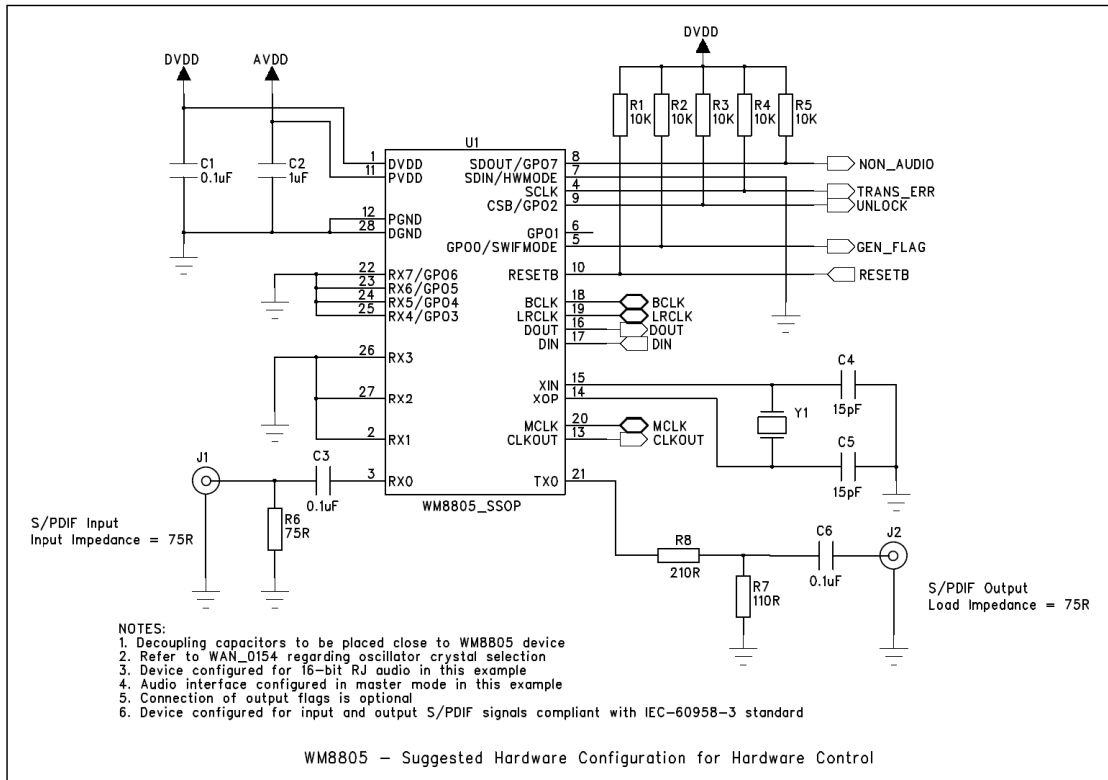 DVDD
AVDD
DVDD
R1
10K
R2
10K
R3
10K
R4
10K
R5
10K
C1
0.1uF
C2
1uF
U1
1 DVDD
11 PVDD
12 PGND
28 DGND
22 RX7/GPO6
23 RX6/GPO5
24 RX5/GPO4
25 RX4/GPO3
26 RX3
27 RX2
2 RX1
3 RX0
SDOUT/GPO7 8 NON_AUDIO
SDIN/HWMODE 7
SCLK 4 TRANS_ERR
CSB/GPO2 9 UNLOCK
GPO1 6
GPO0/SWIFMODE 5 GEN_FLAG
RESETB 10 RESETB
BCLK 18 BCLK
LRCLK 19 LRCLK
DOUT 16 DOUT
DIN 17 DIN
XIN 15
XOP 14
MCLK 20 MCLK
CLKOUT 13 CLKOUT
TX0 21
WM8805_SSOP
C4
15pF
Y1
C5
15pF
J1
C3
0.1uF
R6
75R
S/PDIF Input
Input Impedance = 75R
R8
210R
R7
110R
C6
0.1uF
J2
S/PDIF Output
Load Impedance = 75R
NOTES:
1. Decoupling capacitors to be placed close to WM8805 device
2. Refer to WAN_0154 regarding oscillator crystal selection
3. Device configured for 16-bit RJ audio in this example
4. Audio interface configured in master mode in this example
5. Connection of output flags is optional
6. Device configured for input and output S/PDIF signals compliant with IEC-60958-3 standard
WM8805 - Suggested Hardware Configuration for Hardware Control